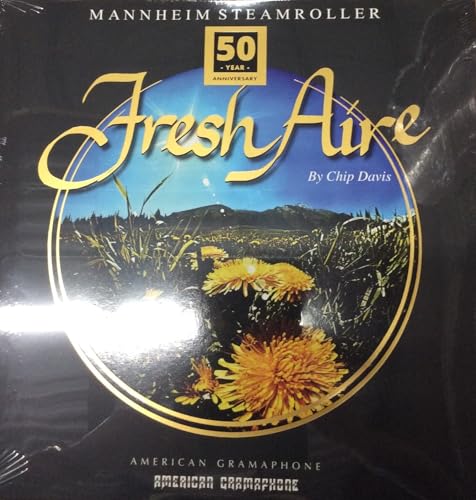 MANNHEIM STEAMROLLER
50
- YEAR -
ANNIVERSARY
Fresh Aire
By Chip Davis
AMERICAN GRAMAPHONE
AMERICAN GRAMAPHONE